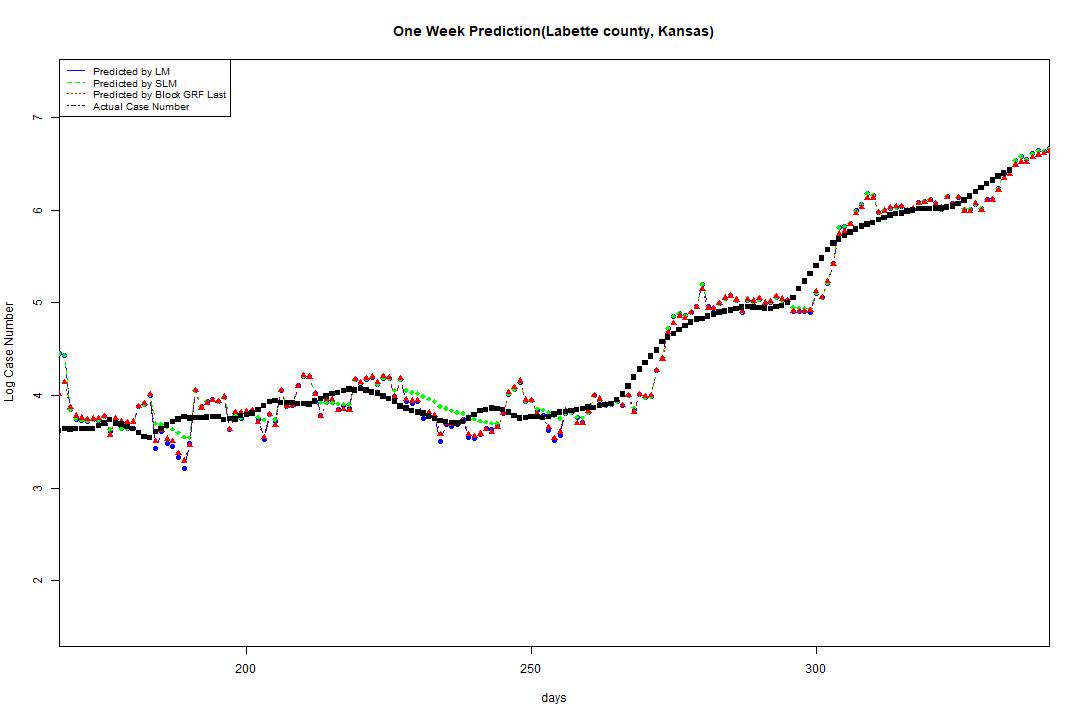 One Week Prediction(Labette county, Kansas)
Predicted by LM
Predicted by SLM
Predicted by Block GRF Last
Actual Case Number
Log Case Number
7
6
5
4
3
2
200
250
300
days